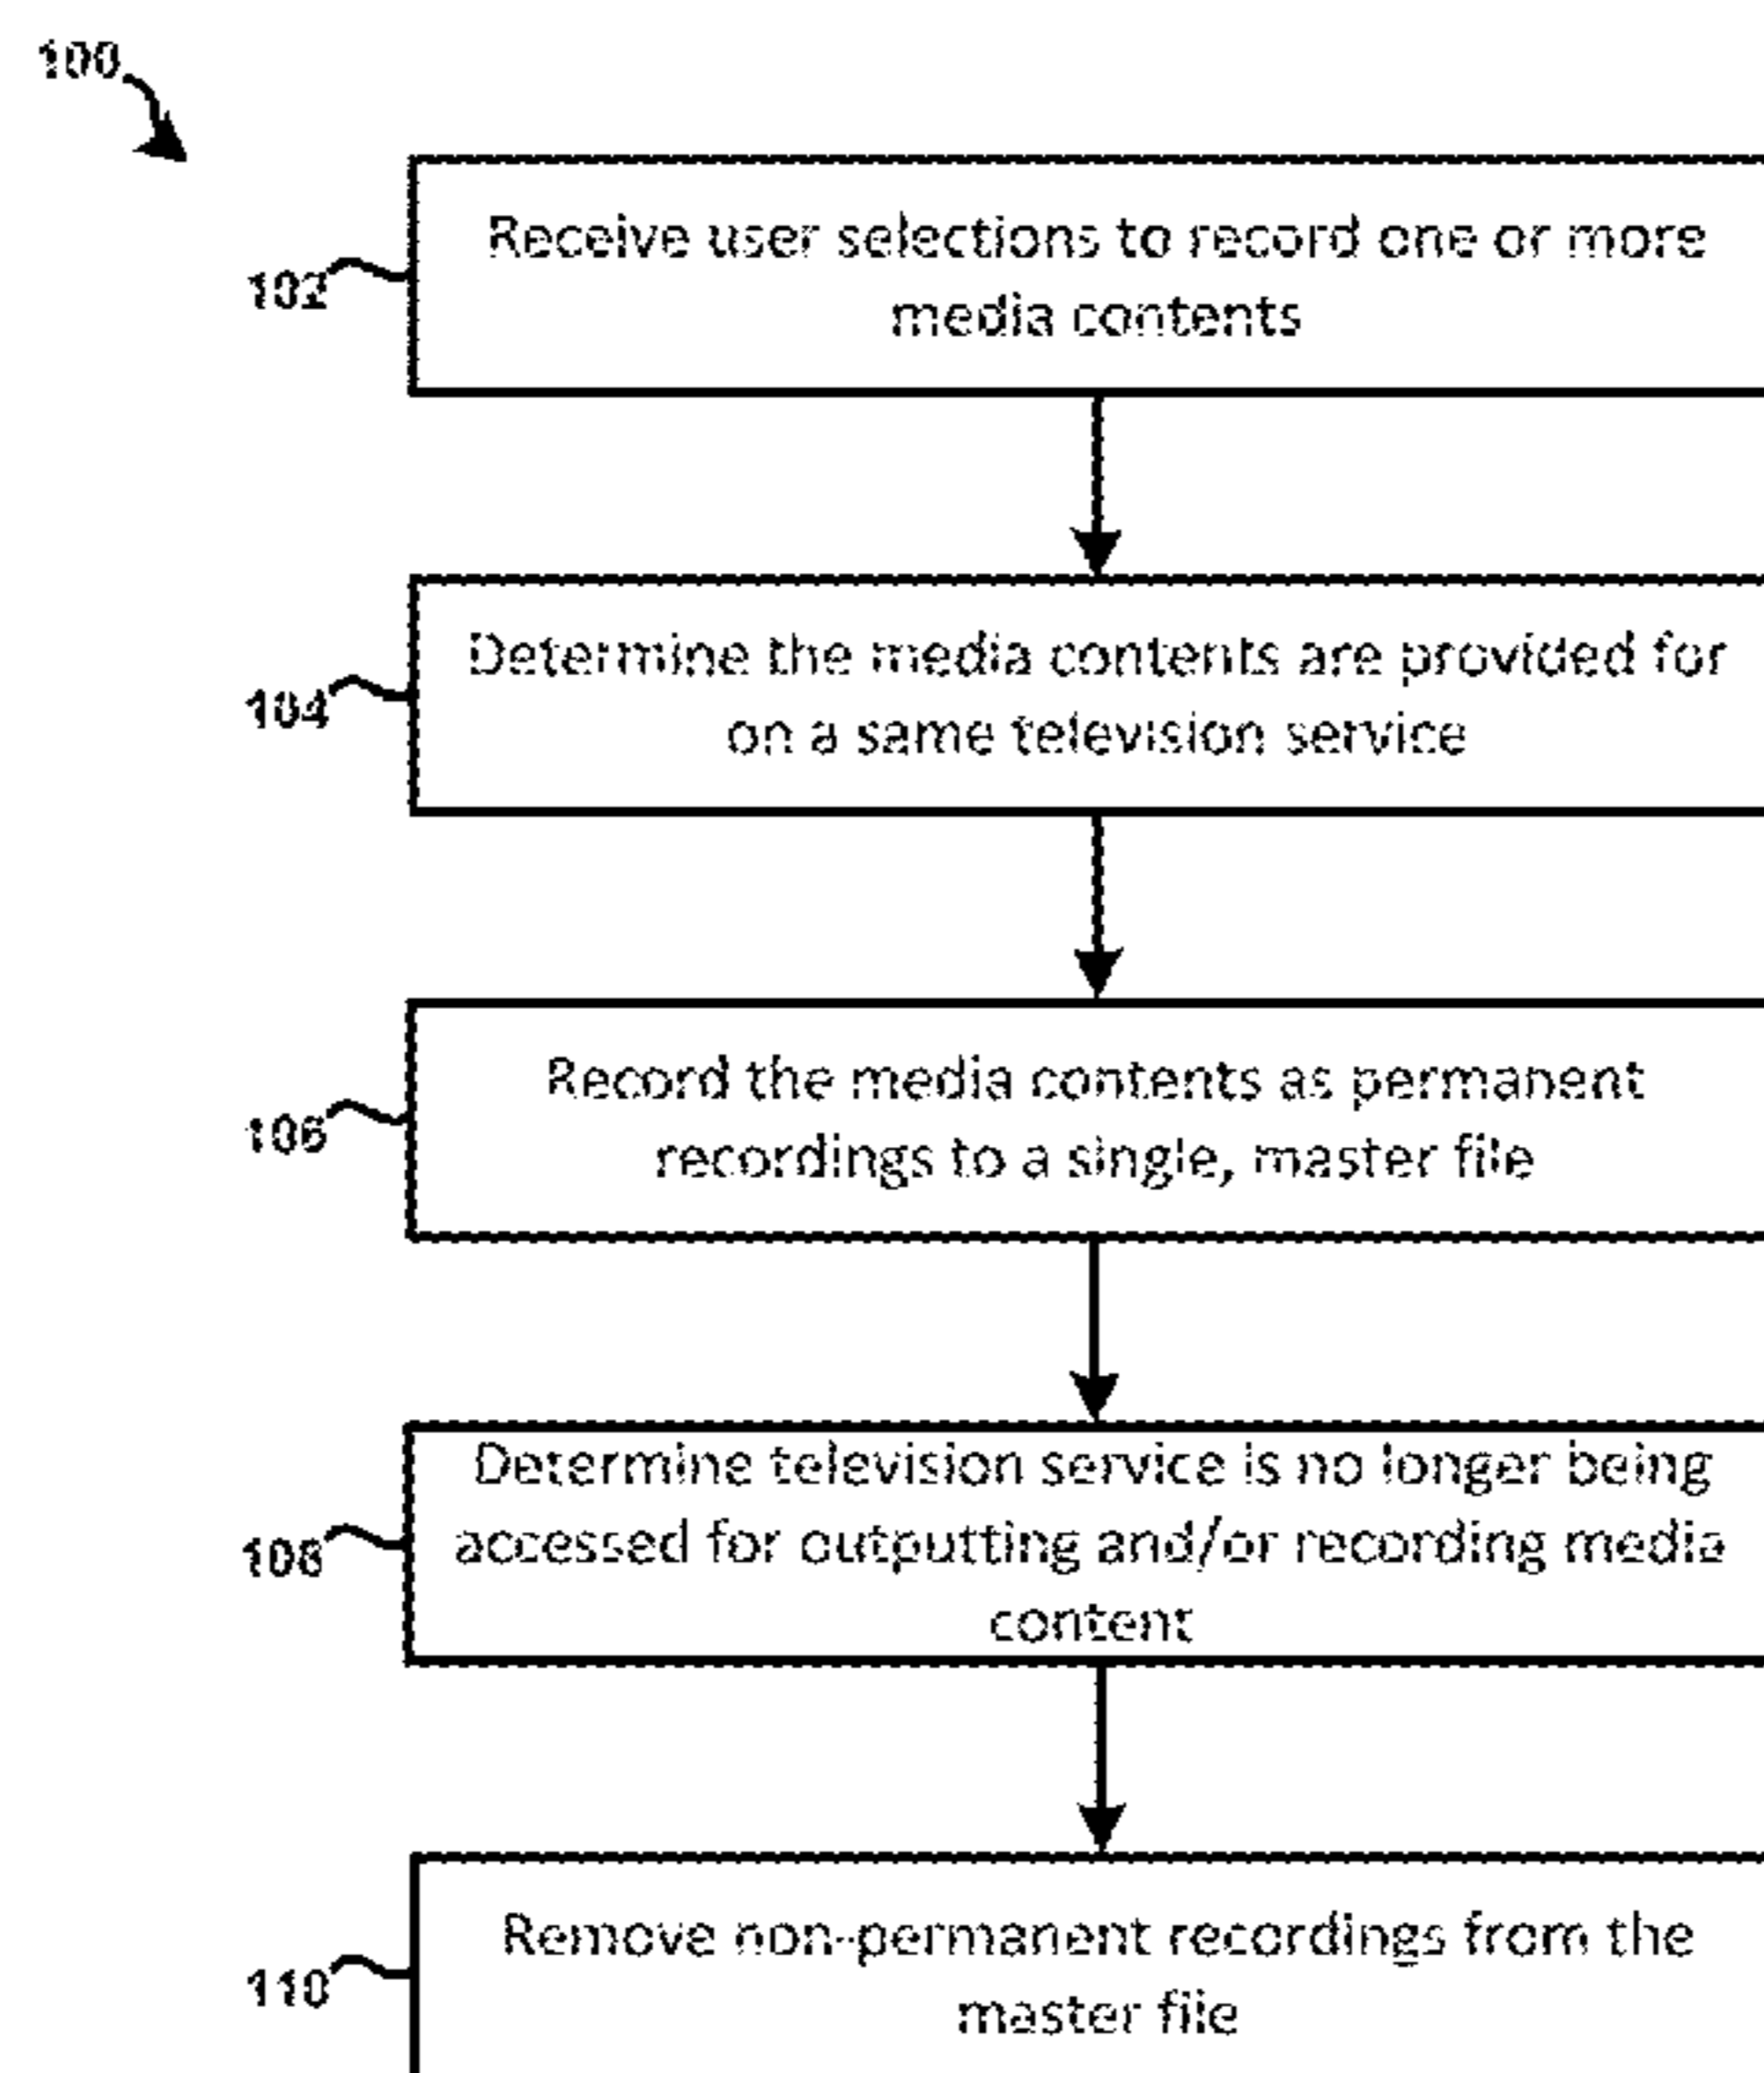 100
Receive user selections to record one or more
media contents
102
Determine the media contents are provided for
on a same television service
104
Record the media contents as permanent
recordings to a single, master file
106
Determine television service is no longer being
accessed for outputting and/or recording media
content
108
Remove non-permanent recordings from the
master file
110